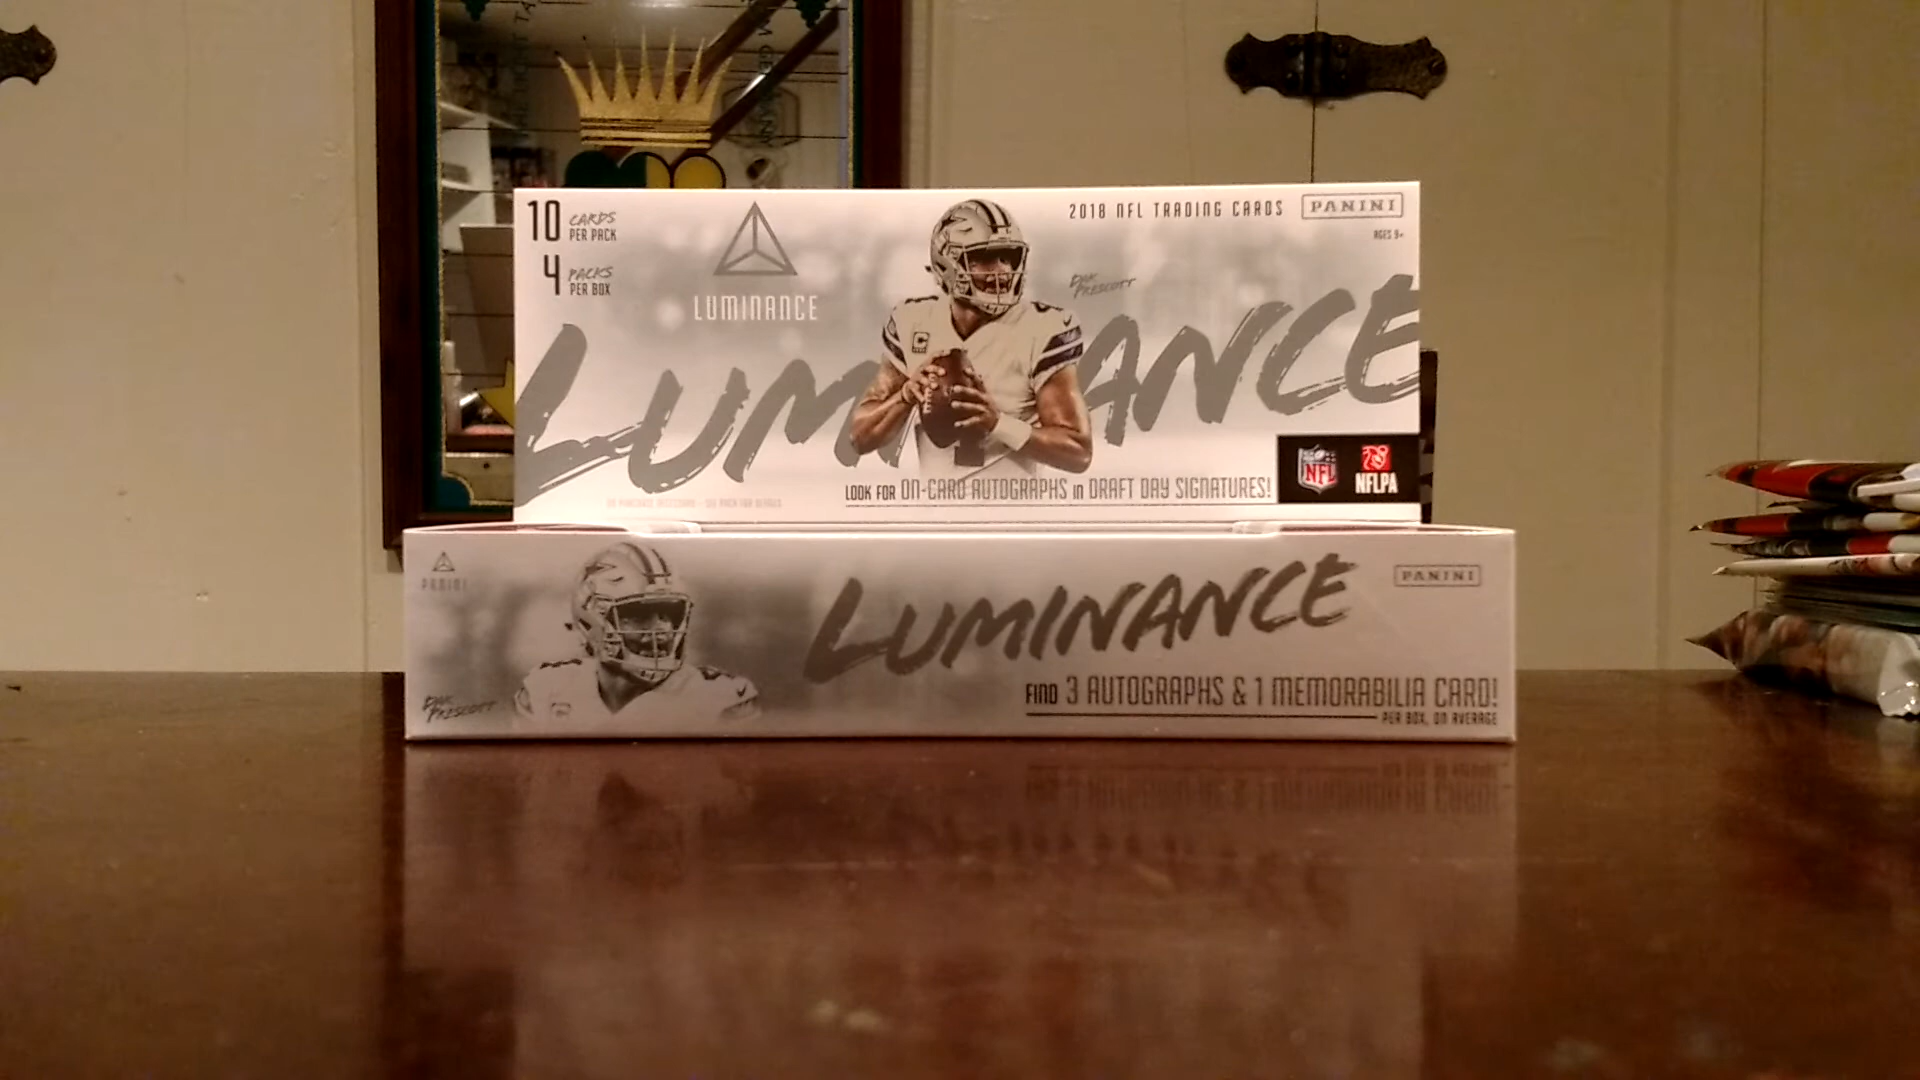 10 CARDS PER PACK
4 PACKS PER BOX
LUMINANCE
2018 NFL TRADING CARDS
PANINI
AGES 9+
DAK PRESCOTT
LUMINANCE
LOOK FOR ON-CARD AUTOGRAPHS in DRAFT DAY SIGNATURES!
NFL
NFLPA
PANINI
DAK PRESCOTT
LUMINANCE
PANINI
FIND 3 AUTOGRAPHS & 1 MEMORABILIA CARD!
PER BOX, ON AVERAGE